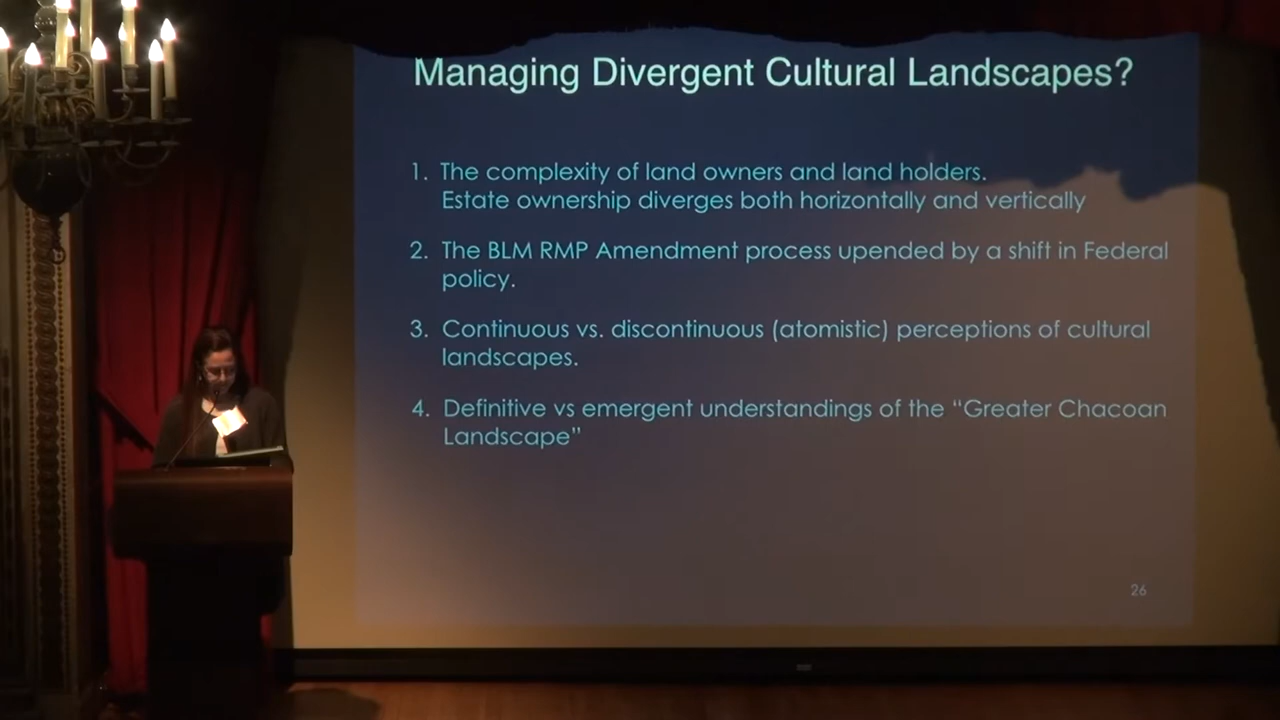 Managing Divergent Cultural Landscapes?
1. The complexity of land owners and land holders.
Estate ownership diverges both horizontally and vertically
2. The BLM RMP Amendment process upended by a shift in Federal
policy.
3. Continuous vs. discontinuous (atomistic) perceptions of cultural
landscapes.
4. Definitive vs emergent understandings of the “Greater Chacoan
Landscape”
26